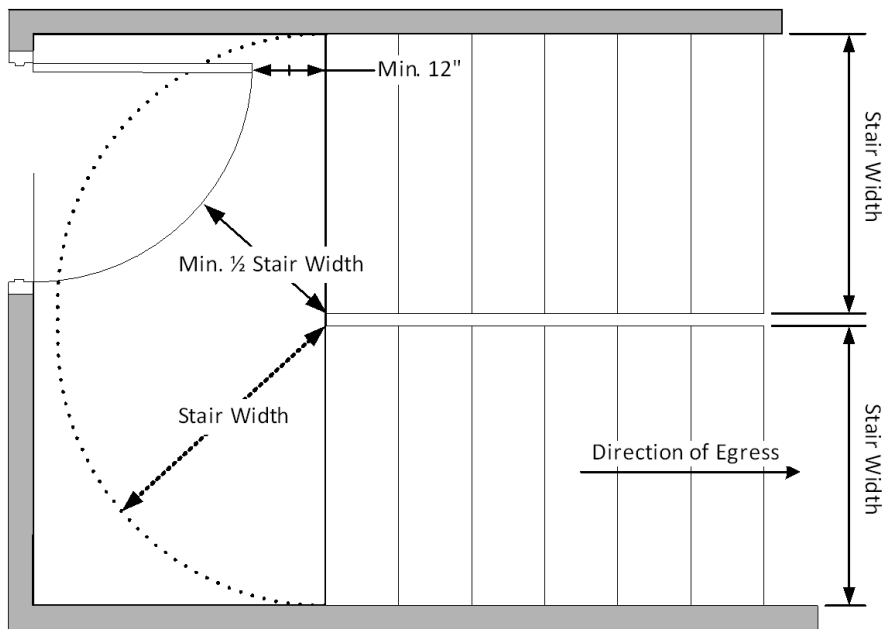 Min. 12"
Stair Width
Min. ½ Stair Width
Stair Width
Direction of Egress
Stair Width